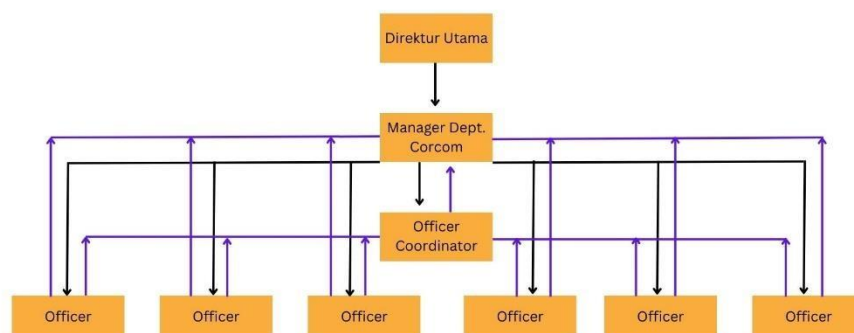 Direktur Utama
Manager Dept.
Corcom
Officer
Coordinator
Officer
Officer
Officer
Officer
Officer
Officer